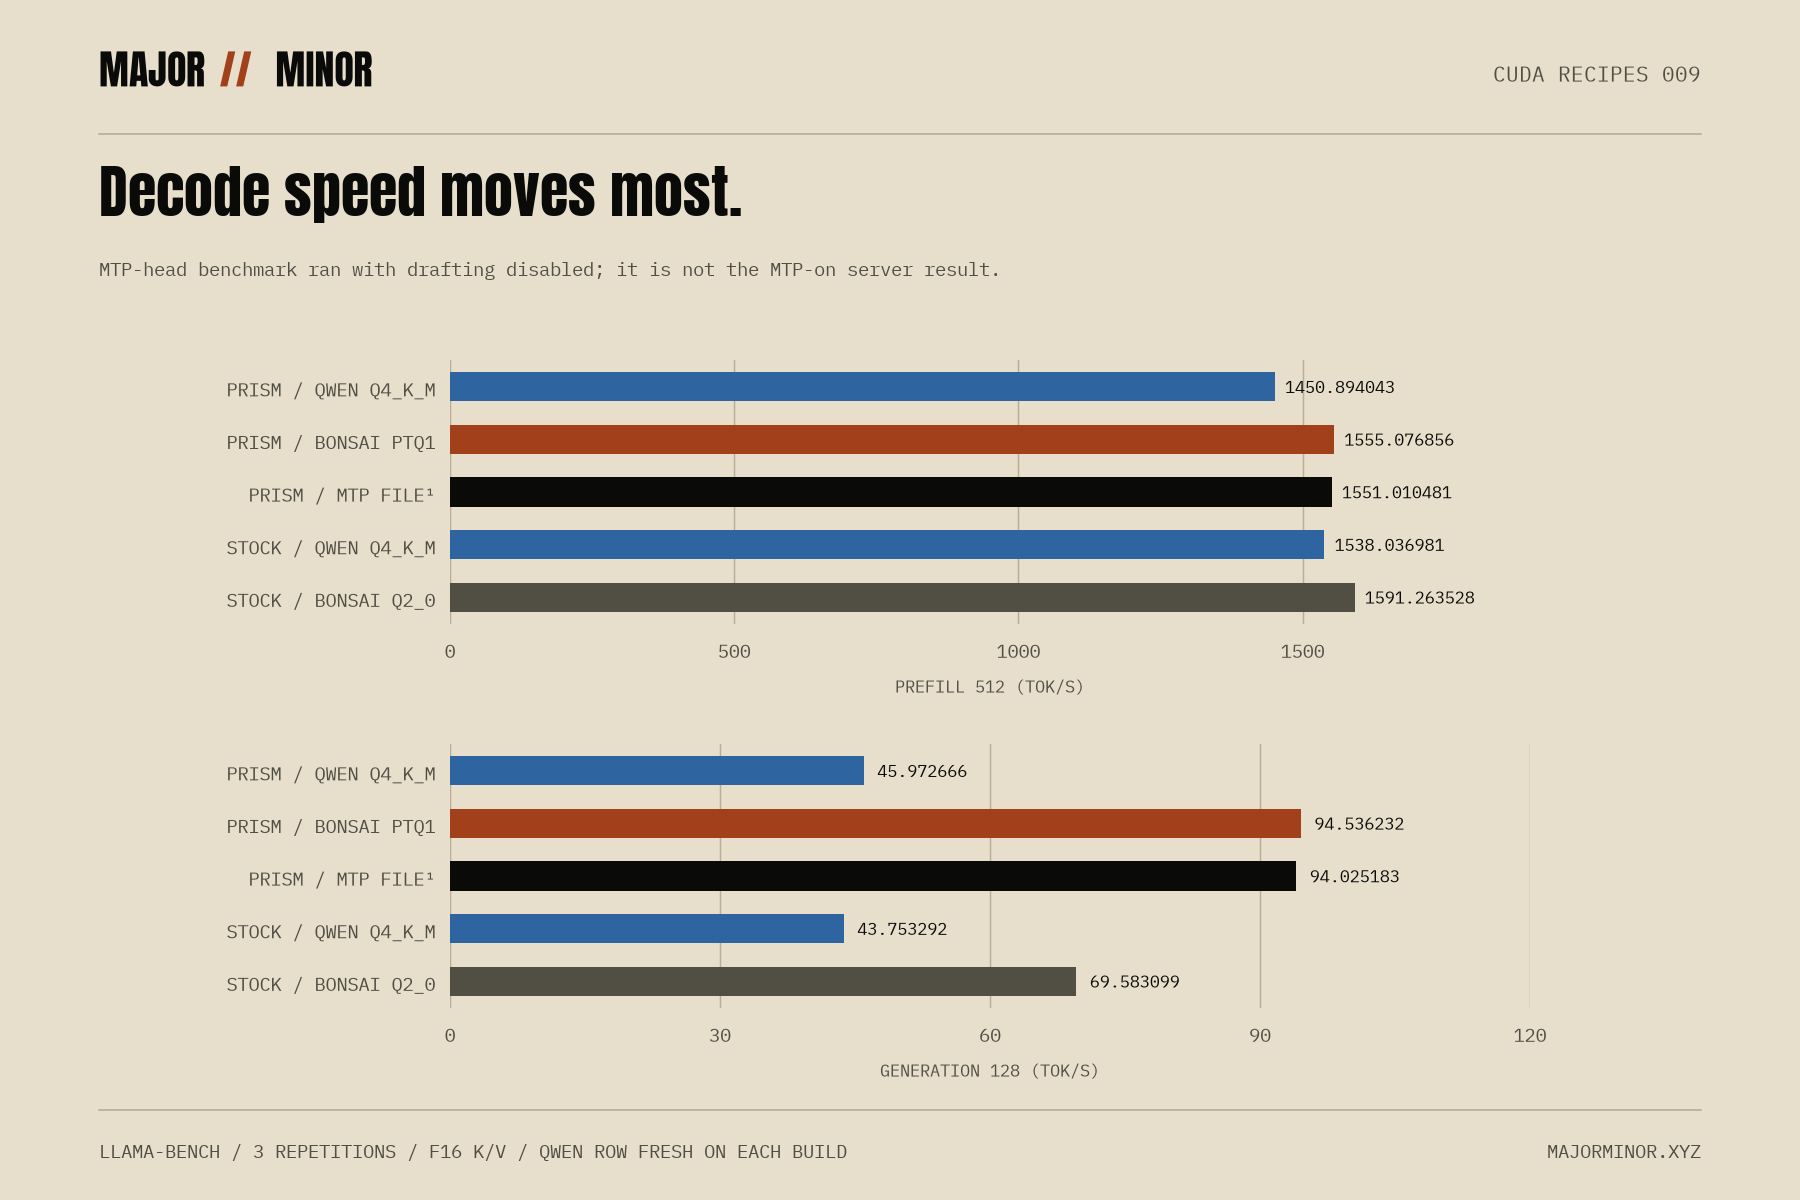 MAJOR // MINOR
CUDA RECIPES 009
Decode speed moves most.
MTP-head benchmark ran with drafting disabled; it is not the MTP-on server result.
PRISM / QWEN Q4_K_M 1450.894043
PRISM / BONSAI PTQ1 1555.076856
PRISM / MTP FILE¹ 1551.010481
STOCK / QWEN Q4_K_M 1538.036981
STOCK / BONSAI Q2_0 1591.263528
0 500 1000 1500
PREFILL 512 (TOK/S)
PRISM / QWEN Q4_K_M 45.972666
PRISM / BONSAI PTQ1 94.536232
PRISM / MTP FILE¹ 94.025183
STOCK / QWEN Q4_K_M 43.753292
STOCK / BONSAI Q2_0 69.583099
0 30 60 90 120
GENERATION 128 (TOK/S)
LLAMA-BENCH / 3 REPETITIONS / F16 K/V / QWEN ROW FRESH ON EACH BUILD
MAJORMINOR.XYZ